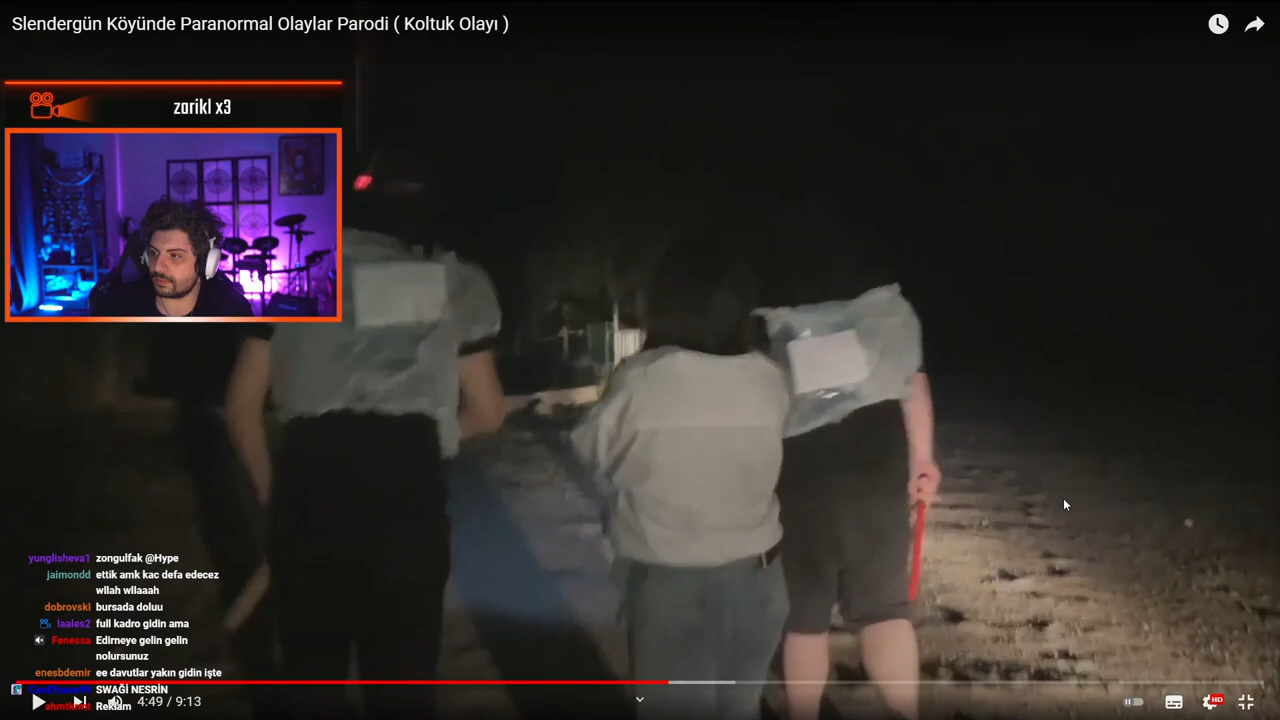 Slendergün Köyünde Paranormal Olaylar Parodi ( Koltuk Olayı )
zarikl x3
yunglisheva1 zongulfak @Hype
jaimondd ettik amk kac defa edecez
wllah wllaaah
dobrovski bursada doluu
laales2 full kadro gidin ama
Fenessa Edirneye gelin gelin
nolursunuz
enesbdemir ee davutlar yakın gidin işte
SWAĞİ NESRİN
Reklam
4:49 / 9:13
HD